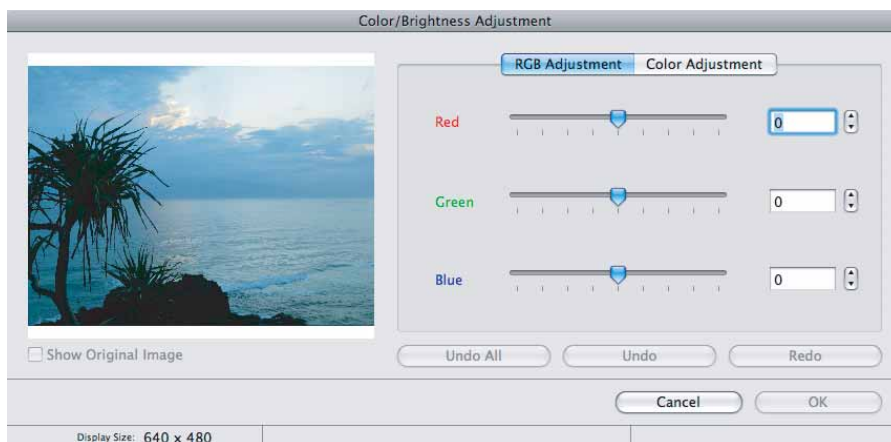 Color/Brightness Adjustment
RGB Adjustment Color Adjustment
Red 0
Green 0
Blue 0
Show Original Image
Undo All Undo Redo
Cancel OK
Display Size: 640 x 480